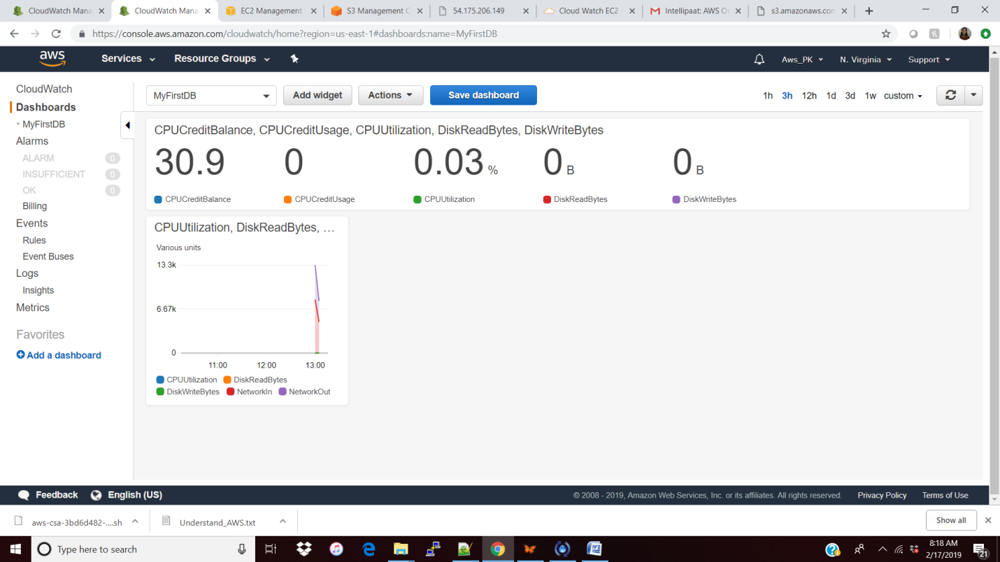 CloudWatch Mana
CloudWatch Mana
EC2 Management
S3 Management C
54.175.206.149
Cloud Watch EC2 -
Intellipaat: AWS O
s3.amazonaws.com
https://console.aws.amazon.com/cloudwatch/home?region=us-east-1#dashboards:name=MyFirstDB
aws
Services
Resource Groups
Aws_PK
N. Virginia
Support
CloudWatch
Dashboards
MyFirstDB
Alarms
ALARM 0
INSUFFICIENT 0
OK 0
Billing
Events
Rules
Event Buses
Logs
Insights
Metrics
Favorites
Add a dashboard
MyFirstDB
Add widget
Actions
Save dashboard
1h 3h 12h 1d 3d 1w custom
CPUCreditBalance, CPUCreditUsage, CPUUtilization, DiskReadBytes, DiskWriteBytes
30.9 0 0.03 % 0 B 0 B
CPUCreditBalance CPUCreditUsage CPUUtilization DiskReadBytes DiskWriteBytes
CPUUtilization, DiskReadBytes, ...
Various units
13.3k
6.67k
0
11:00 12:00 13:00
CPUUtilization DiskReadBytes
DiskWriteBytes NetworkIn NetworkOut
Feedback
English (US)
© 2008 - 2019, Amazon Web Services, Inc. or its affiliates. All rights reserved.
Privacy Policy
Terms of Use
aws-csa-3bd6d482-....sh
Understand_AWS.txt
Show all
Type here to search
8:18 AM
2/17/2019
21